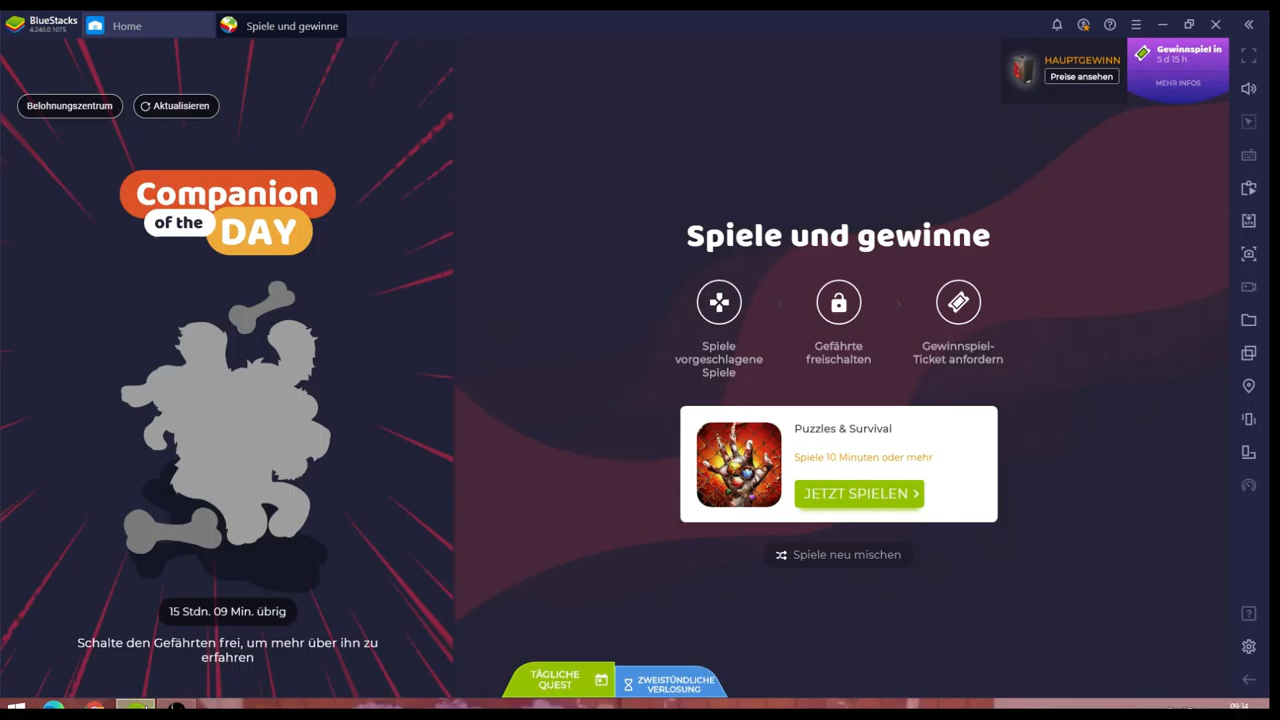 BlueStacks
4.240.0.1075
Home
Spiele und gewinne
HAUPTGEWINN
Preise ansehen
Gewinnspiel in
5 d 15 h
MEHR INFOS
Belohnungszentrum
Aktualisieren
Companion
of the
DAY
Spiele und gewinne
Spiele
vorgeschlagene
Spiele
Gefährte
freischalten
Gewinnspiel-
Ticket anfordern
Puzzles & Survival
Spiele 10 Minuten oder mehr
JETZT SPIELEN
Spiele neu mischen
15 Stdn. 09 Min. übrig
Schalte den Gefährten frei, um mehr über ihn zu
erfahren
TÄGLICHE
QUEST
ZWEISTÜNDLICHE
VERLOSUNG
09:34